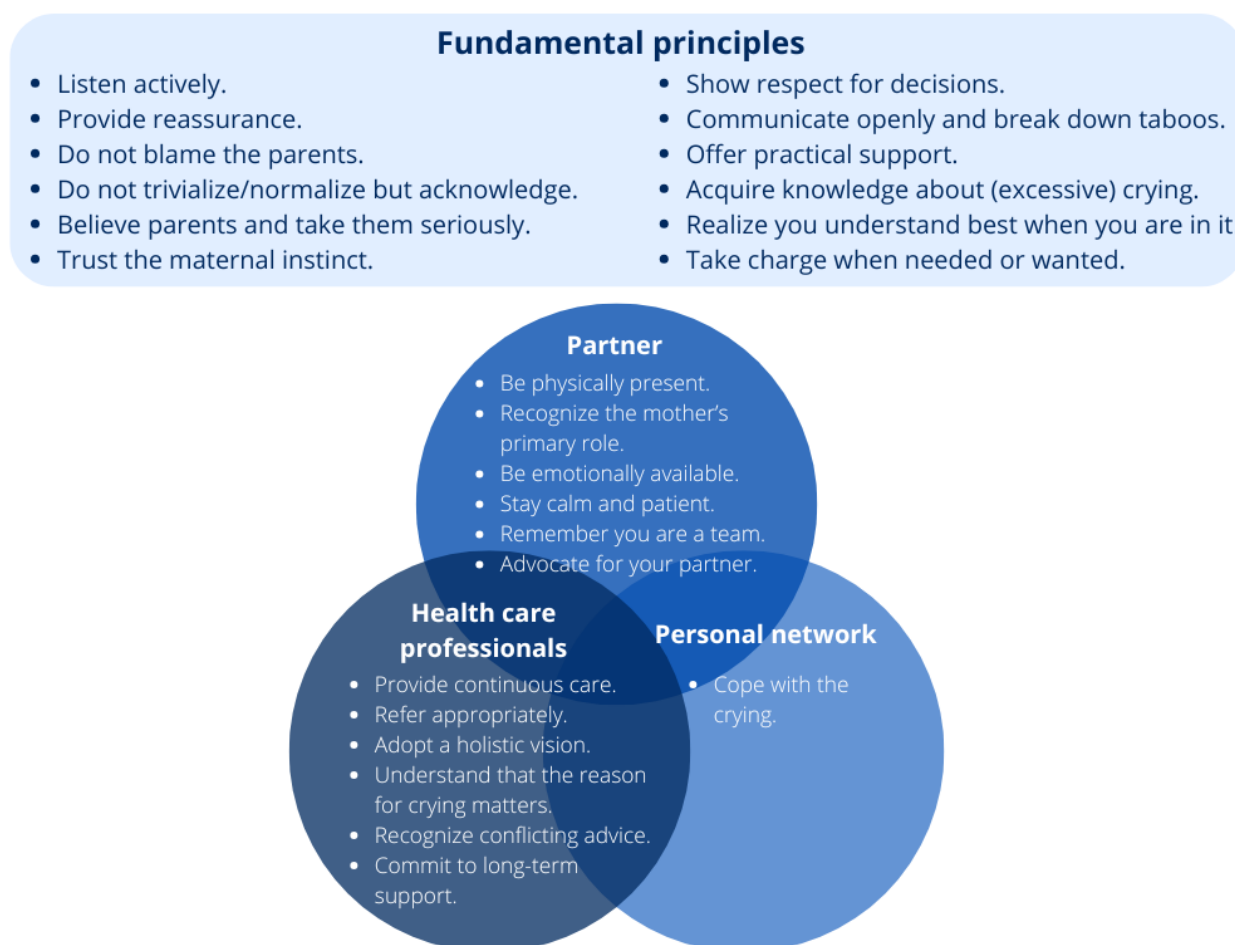 Fundamental principles
• Listen actively.
• Provide reassurance.
• Do not blame the parents.
• Do not trivialize/normalize but acknowledge.
• Believe parents and take them seriously.
• Trust the maternal instinct.
• Show respect for decisions.
• Communicate openly and break down taboos.
• Offer practical support.
• Acquire knowledge about (excessive) crying.
• Realize you understand best when you are in it
• Take charge when needed or wanted.
Partner
• Be physically present.
• Recognize the mother’s
primary role.
• Be emotionally available.
• Stay calm and patient.
• Remember you are a team.
• Advocate for your partner.
Health care
professionals
• Provide continuous care.
• Refer appropriately.
• Adopt a holistic vision.
• Understand that the reason
for crying matters.
• Recognize conflicting advice.
• Commit to long-term
support.
Personal network
• Cope with the
crying.